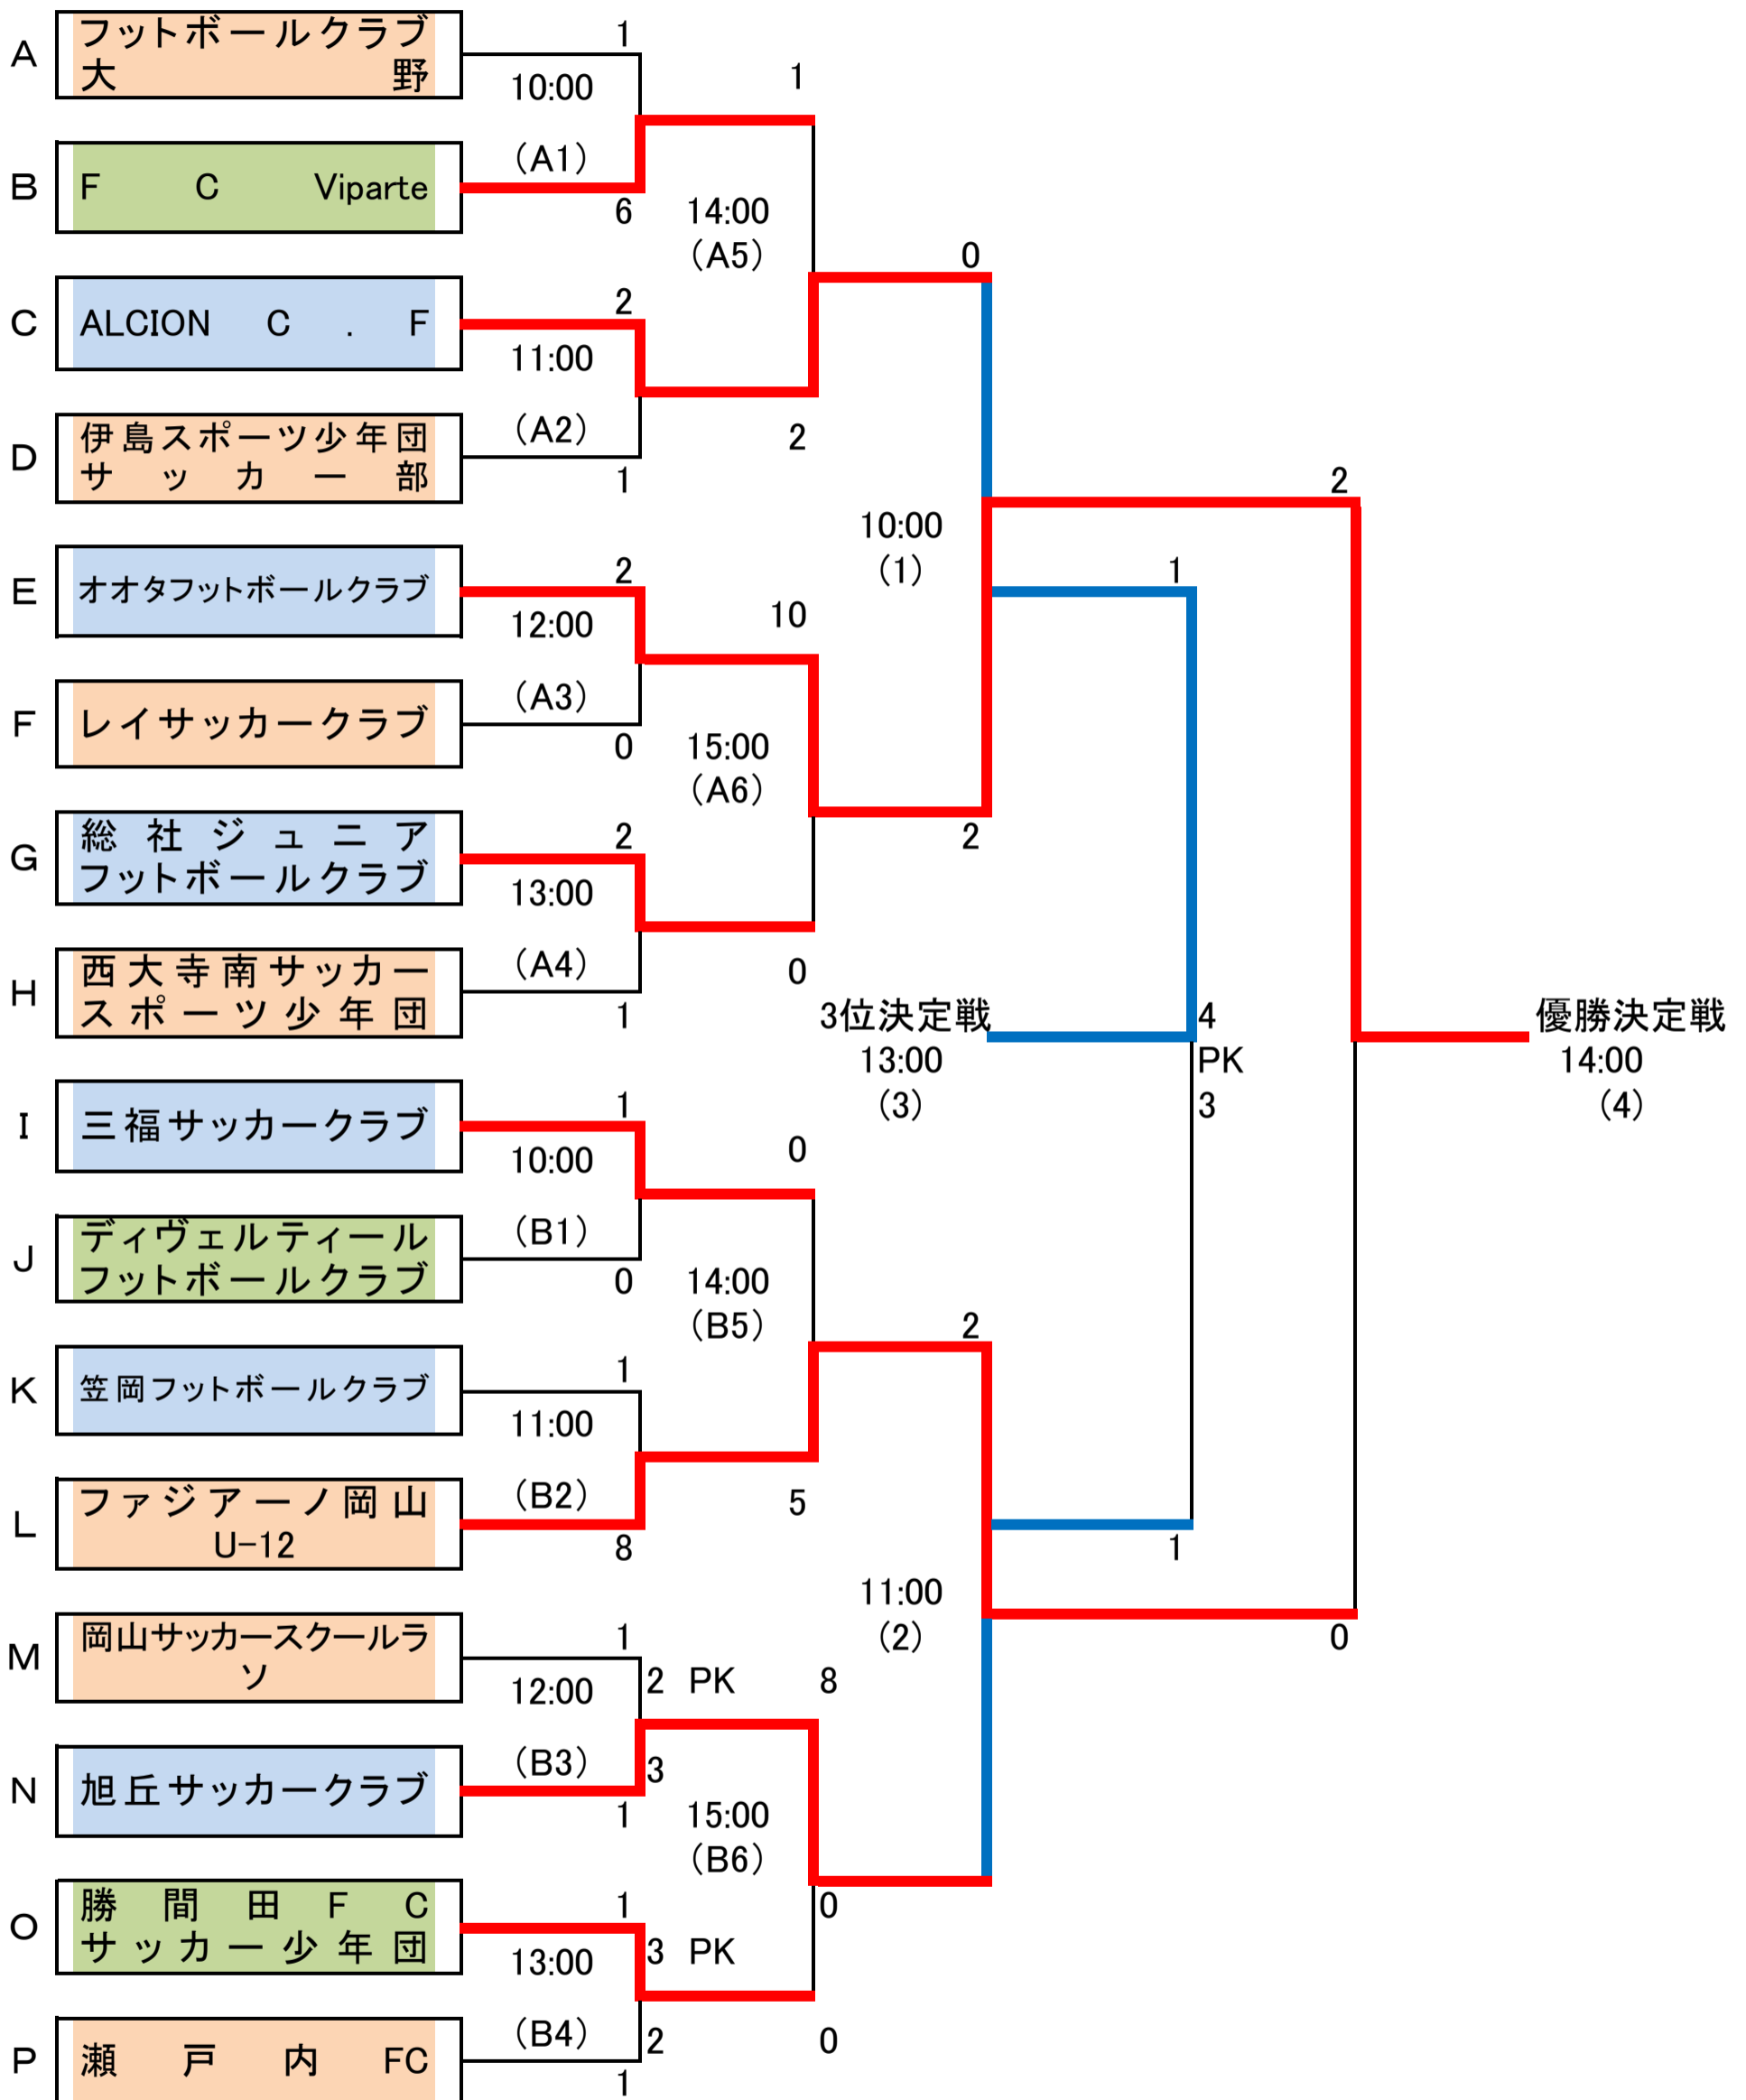 A
フットボールクラブ
大野
1
10:00
(A1)
1
B
F C Viparte
6
14:00
(A5)
0
C
ALCION C . F
2
11:00
(A2)
2
D
伊島スポーツ少年団
サッカー部
1
2
10:00
(1)
E
オオタフットボールクラブ
2
12:00
(A3)
10
1
F
レイサッカークラブ
0
15:00
(A6)
G
総社ジュニア
フットボールクラブ
2
13:00
(A4)
2
H
西大寺南サッカー
スポーツ少年団
1
0
3位決定戦
13:00
(3)
4
PK
3
優勝決定戦
14:00
(4)
I
三福サッカークラブ
1
10:00
(B1)
0
J
ディヴェルティール
フットボールクラブ
0
14:00
(B5)
2
K
笠岡フットボールクラブ
1
11:00
(B2)
5
L
ファジアーノ岡山
U-12
8
1
11:00
(2)
0
M
岡山サッカースクールラ
ソ
1
12:00
(B3)
2 PK
8
N
旭丘サッカークラブ
3
1
15:00
(B6)
0
O
勝間田FC
サッカー少年団
1
13:00
(B4)
3 PK
P
瀬戸内FC
2
1
0